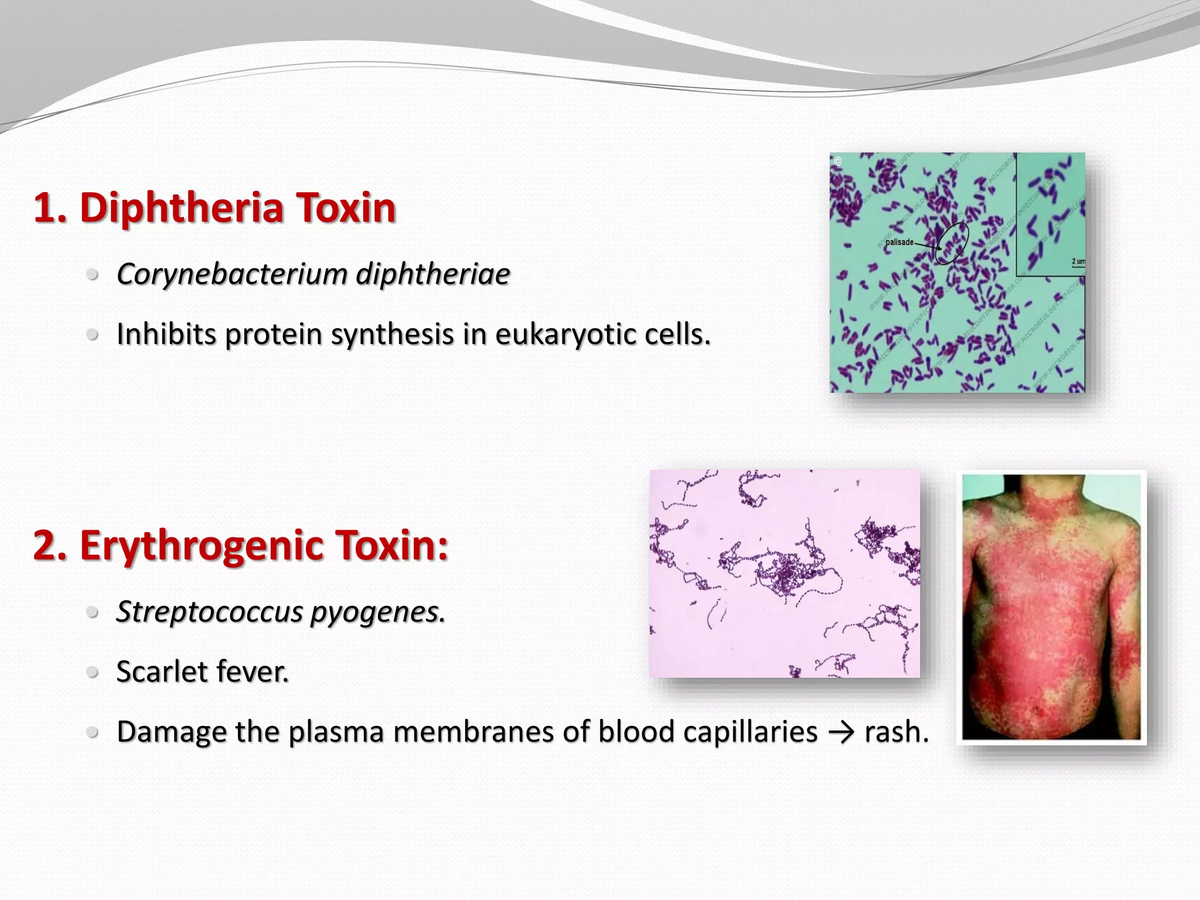 1. Diphtheria Toxin
Corynebacterium diphtheriae
Inhibits protein synthesis in eukaryotic cells.
palisade
2 um
2. Erythrogenic Toxin:
Streptococcus pyogenes.
Scarlet fever.
Damage the plasma membranes of blood capillaries → rash.